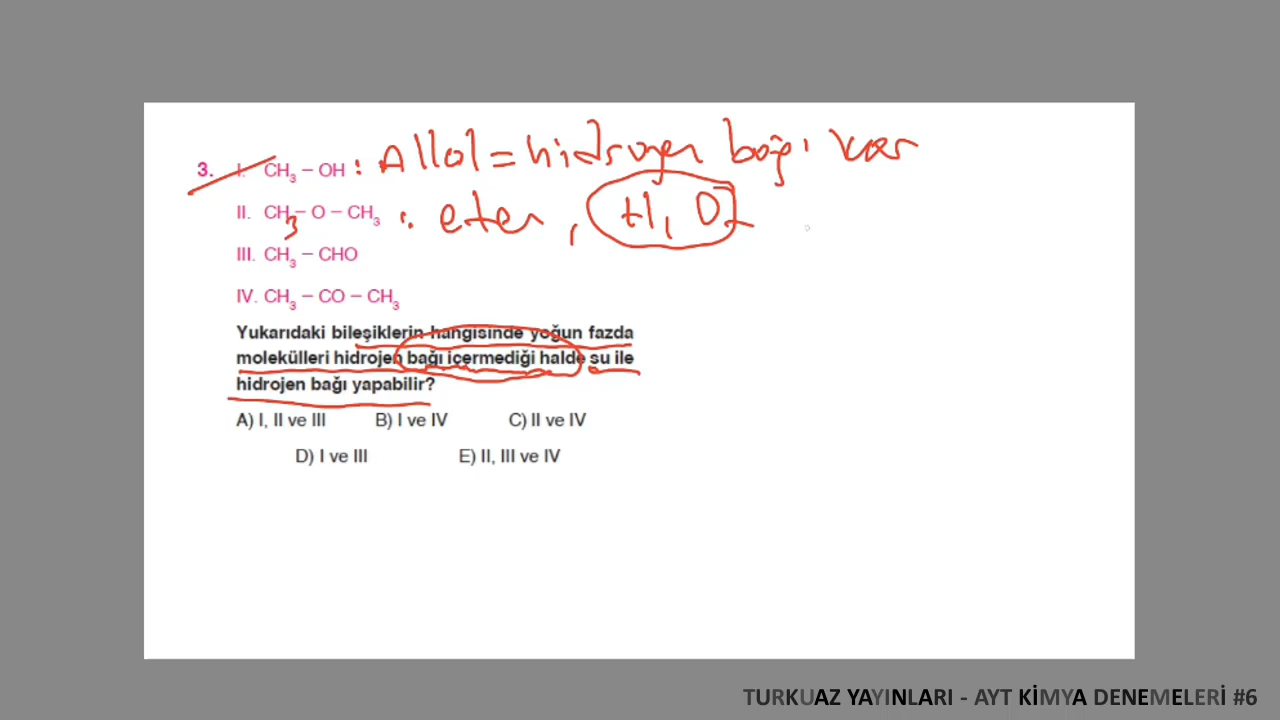 3. I. CH3 – OH : Alkol = hidrojen bağı var
II. CH3 – O – CH3 : eter, H, O
III. CH3 – CHO
IV. CH3 – CO – CH3
Yukarıdaki bileşiklerin hangisinde yoğun fazda
molekülleri hidrojen bağı içermediği halde su ile
hidrojen bağı yapabilir?
A) I, II ve III B) I ve IV C) II ve IV
D) I ve III E) II, III ve IV
TURKUAZ YAYINLARI - AYT KİMYA DENEMELERİ #6